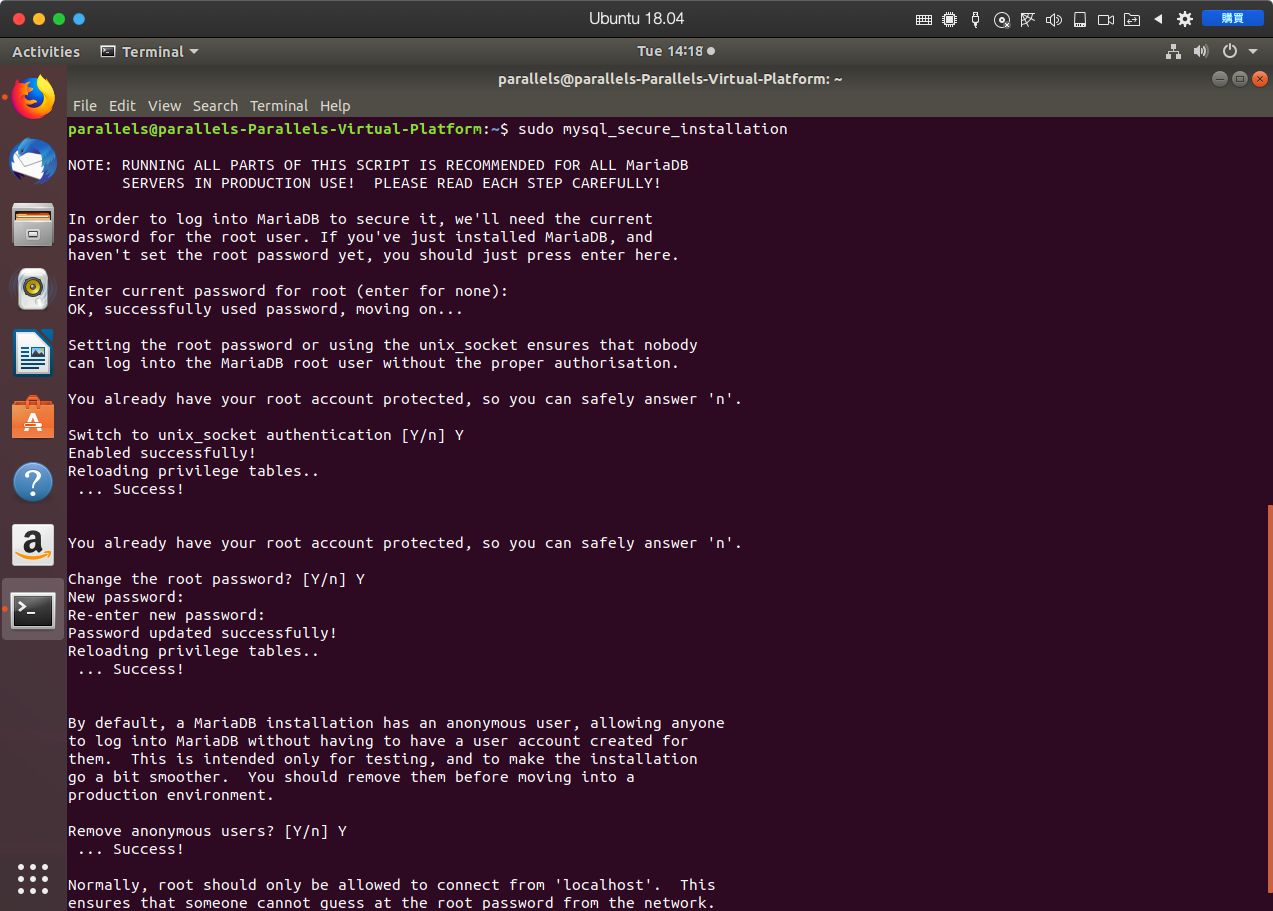 Ubuntu 18.04
購買
Activities
Terminal
Tue 14:18
parallels@parallels-Parallels-Virtual-Platform: ~
File Edit View Search Terminal Help
parallels@parallels-Parallels-Virtual-Platform:~$ sudo mysql_secure_installation
NOTE: RUNNING ALL PARTS OF THIS SCRIPT IS RECOMMENDED FOR ALL MariaDB
SERVERS IN PRODUCTION USE!  PLEASE READ EACH STEP CAREFULLY!
In order to log into MariaDB to secure it, we'll need the current
password for the root user. If you've just installed MariaDB, and
haven't set the root password yet, you should just press enter here.
Enter current password for root (enter for none):
OK, successfully used password, moving on...
Setting the root password or using the unix_socket ensures that nobody
can log into the MariaDB root user without the proper authorisation.
You already have your root account protected, so you can safely answer 'n'.
Switch to unix_socket authentication [Y/n] Y
Enabled successfully!
Reloading privilege tables..
... Success!
You already have your root account protected, so you can safely answer 'n'.
Change the root password? [Y/n] Y
New password:
Re-enter new password:
Password updated successfully!
Reloading privilege tables..
... Success!
By default, a MariaDB installation has an anonymous user, allowing anyone
to log into MariaDB without having to have a user account created for
them.  This is intended only for testing, and to make the installation
go a bit smoother.  You should remove them before moving into a
production environment.
Remove anonymous users? [Y/n] Y
... Success!
Normally, root should only be allowed to connect from 'localhost'.  This
ensures that someone cannot guess at the root password from the network.